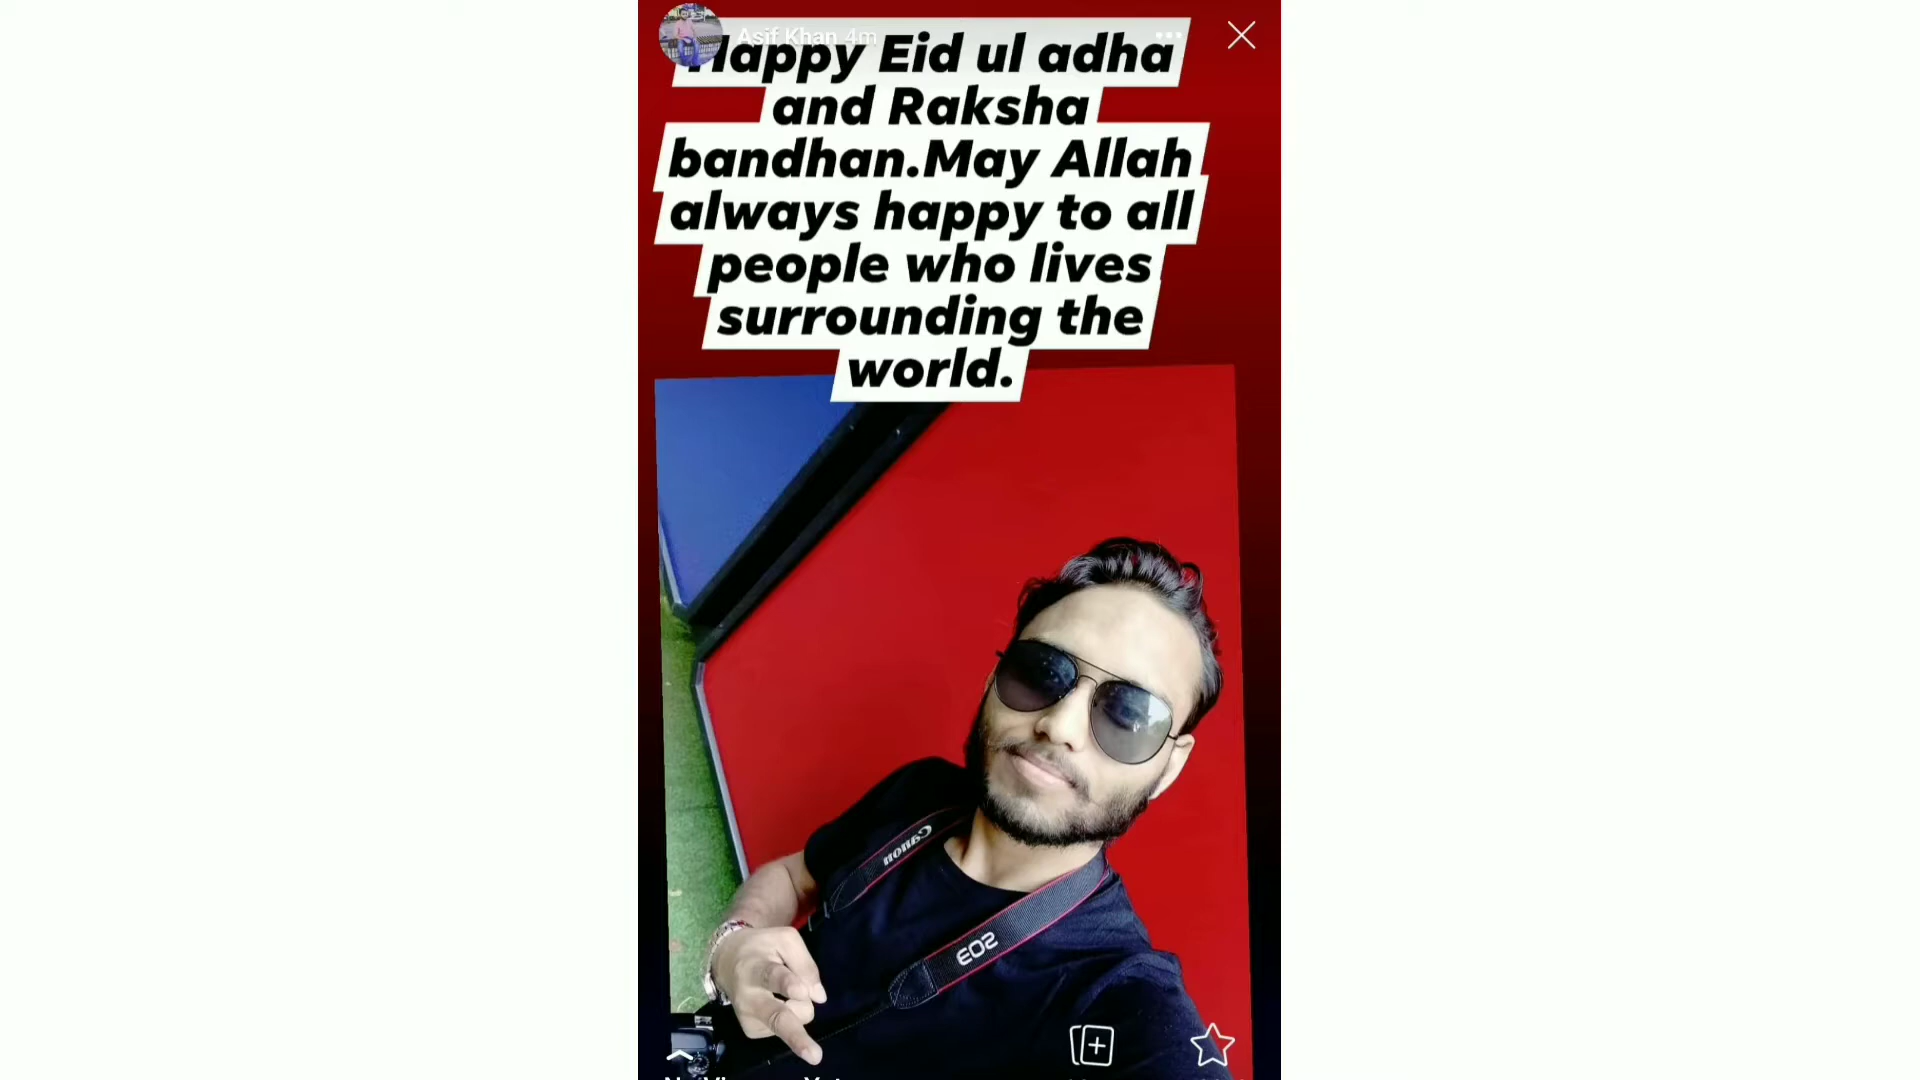 Asif Khan 4m
Happy Eid ul adha
and Raksha
bandhan.May Allah
always happy to all
people who lives
surrounding the
world.
Canon
EOS